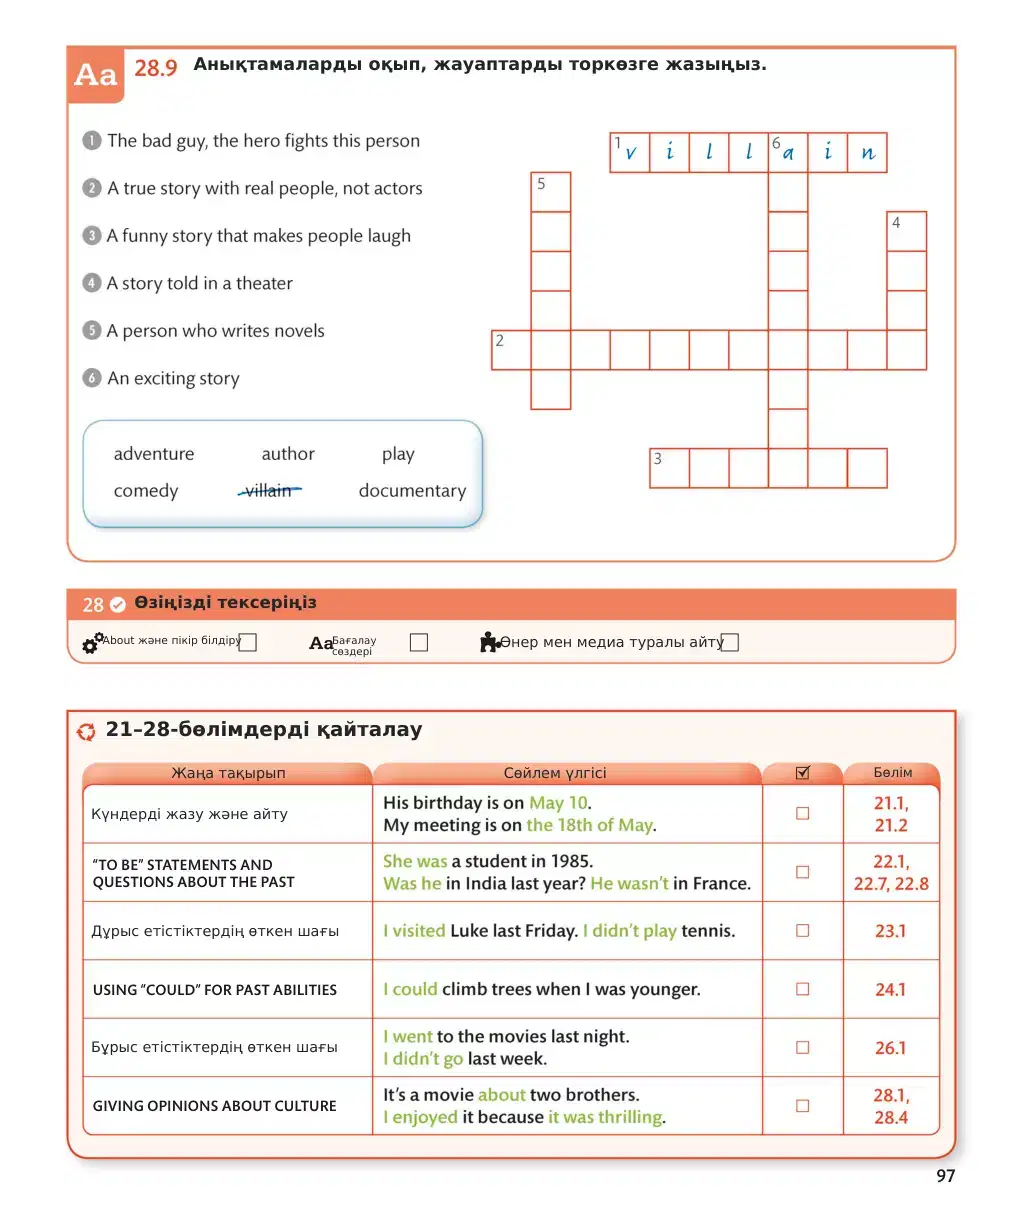 Aa 28.9 Анықтамаларды оқып, жауаптарды торкөзге жазыңыз.
1 The bad guy, the hero fights this person
2 A true story with real people, not actors
3 A funny story that makes people laugh
4 A story told in a theater
5 A person who writes novels
6 An exciting story
adventure author play
comedy villain documentary
1 v i l l 6 a i n
5
4
2
3
28 Өзіңізді тексеріңіз
About және пікір білдіру
Aa Бағалау
сөздері
Өнер мен медиа туралы айту
21–28-бөлімдерді қайталау
Жаңа тақырып Сөйлем үлгісі Бөлім
Күндерді жазу және айту
His birthday is on May 10.
My meeting is on the 18th of May.
21.1,
21.2
“TO BE” STATEMENTS AND
QUESTIONS ABOUT THE PAST
She was a student in 1985.
Was he in India last year? He wasn’t in France.
22.1,
22.7, 22.8
Дұрыс етістіктердің өткен шағы
I visited Luke last Friday. I didn’t play tennis.
23.1
USING “COULD” FOR PAST ABILITIES
I could climb trees when I was younger.
24.1
Бұрыс етістіктердің өткен шағы
I went to the movies last night.
I didn’t go last week.
26.1
GIVING OPINIONS ABOUT CULTURE
It’s a movie about two brothers.
I enjoyed it because it was thrilling.
28.1,
28.4
97